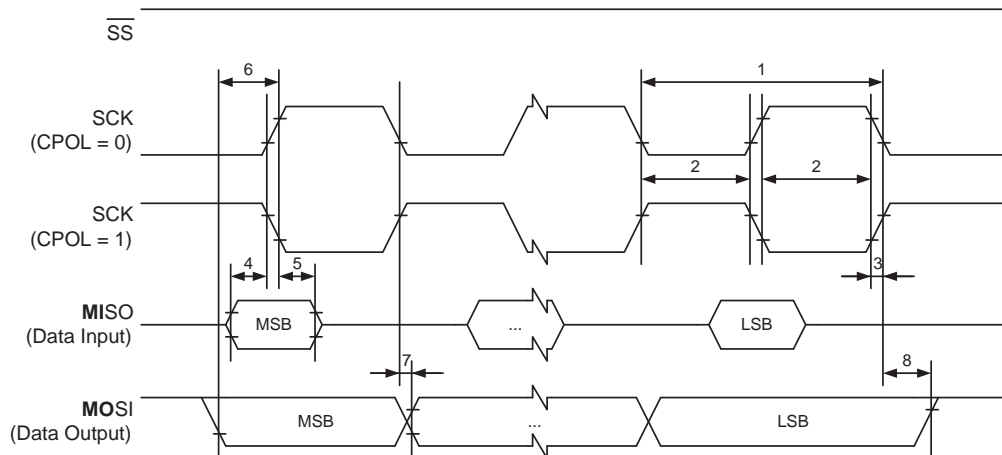 SS
6
1
SCK
(CPOL = 0)
2
2
SCK
(CPOL = 1)
4
5
3
MISO
(Data Input)
MSB
...
LSB
7
8
MOSI
(Data Output)
MSB
...
LSB